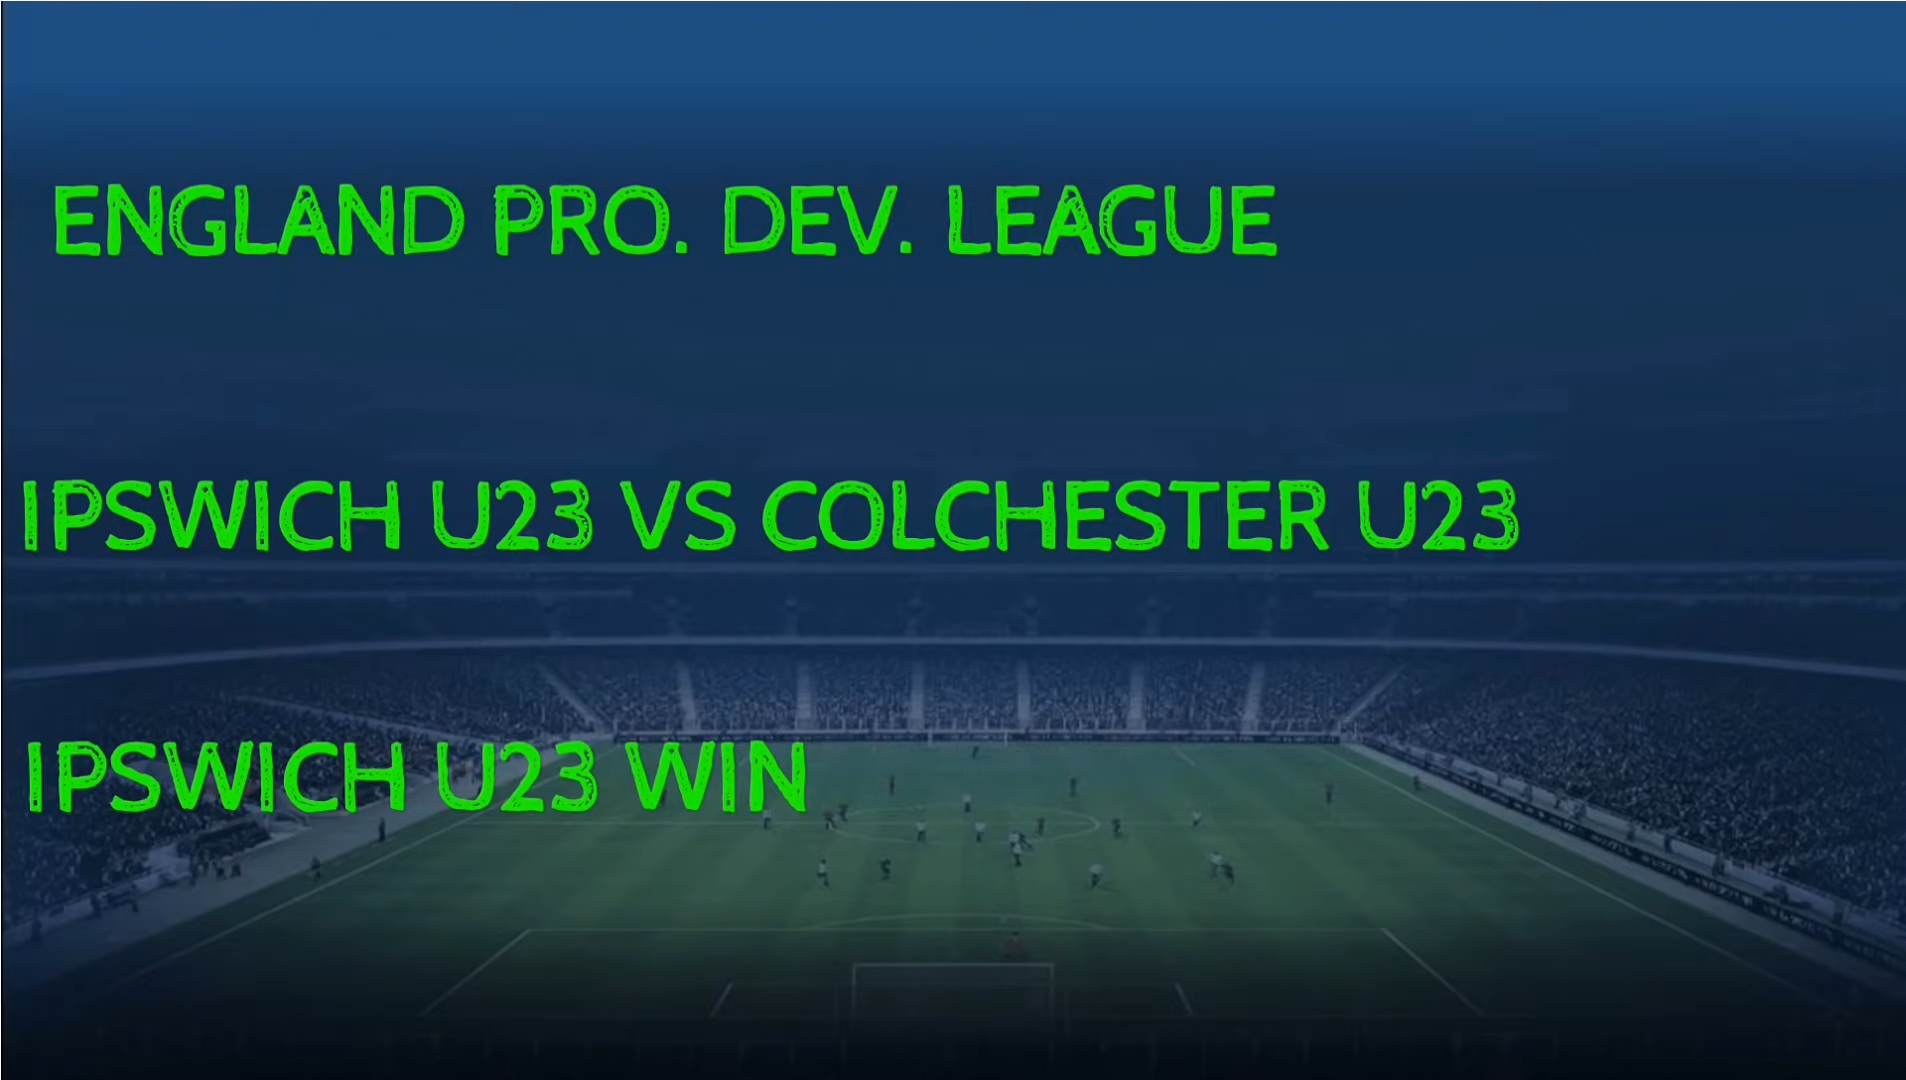 ENGLAND PRO. DEV. LEAGUE
IPSWICH U23 VS COLCHESTER U23
IPSWICH U23 WIN